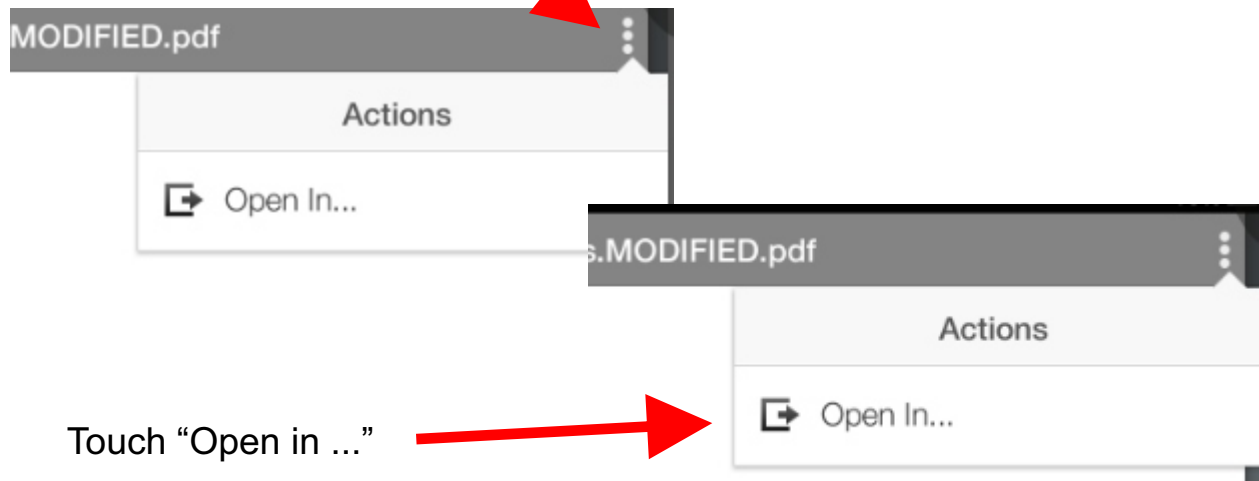 MODIFIED.pdf
Actions
Open In...
s.MODIFIED.pdf
Actions
Open In...
Touch “Open in ...”